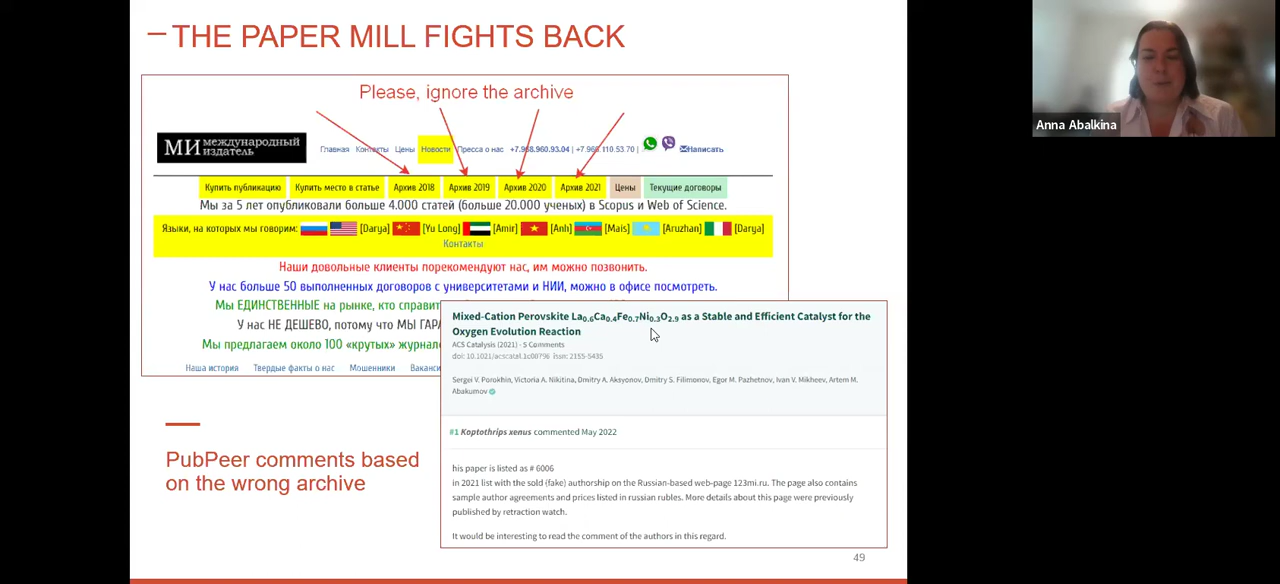 THE PAPER MILL FIGHTS BACK
Anna Abalkina
Please, ignore the archive
МИ международный издатель
Главная Контакты Цены Новости Пресса о нас +7.968.960.93.04 | +7.966.110.53.70 | Написать
Купить публикацию Купить место в статье Архив 2018 Архив 2019 Архив 2020 Архив 2021 Цены Текущие договоры
Мы за 5 лет опубликовали больше 4.000 статей (больше 20.000 ученых) в Scopus и Web of Science.
Языки, на которых мы говорим: [Darya] [Yu Long] [Amir] [Anh] [Mais] [Aruzhan] [Darya]
Контакты
Наши довольные клиенты порекомендуют нас, им можно позвонить.
У нас больше 50 выполненных договоров с университетами и НИИ, можно в офисе посмотреть.
Мы ЕДИНСТВЕННЫЕ на рынке, кто справит
У нас НЕ ДЕШЕВО, потому что МЫ ГАРА
Мы предлагаем около 100 «крутых» журнало
Наша история Твердые факты о нас Мошенники Ваканси
Mixed-Cation Perovskite La0.6Ca0.4Fe0.7Ni0.3O2.9 as a Stable and Efficient Catalyst for the
Oxygen Evolution Reaction
ACS Catalysis (2021) - 5 Comments
doi: 10.1021/acscatal.1c00796 issn: 2155-5435
Sergei V. Porokhin, Victoria A. Nikitina, Dmitry A. Aksyonov, Dmitry S. Filimonov, Egor M. Pazhetnov, Ivan V. Mikheev, Artem M.
Abakumov
#1 Koptothrips xenus commented May 2022
his paper is listed as # 6006
in 2021 list with the sold (fake) authorship on the Russian-based web-page 123mi.ru. The page also contains
sample author agreements and prices listed in russian rubles. More details about this page were previously
published by retraction watch.
It would be interesting to read the comment of the authors in this regard.
PubPeer comments based
on the wrong archive
49